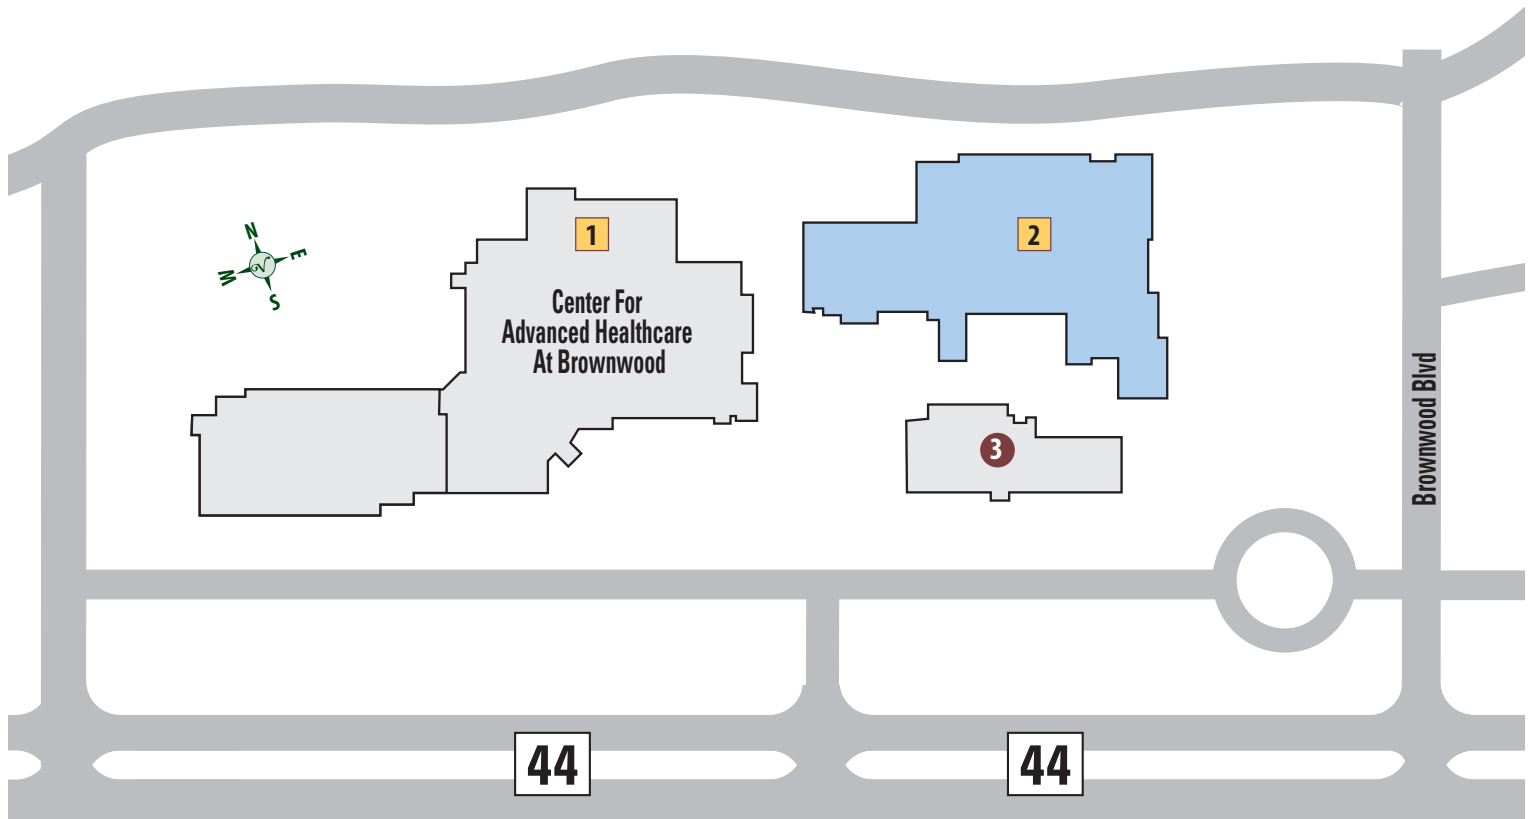 N
E
W
S
V
1
2
Center For
Advanced Healthcare
At Brownwood
3
Brownwood Blvd
44
44